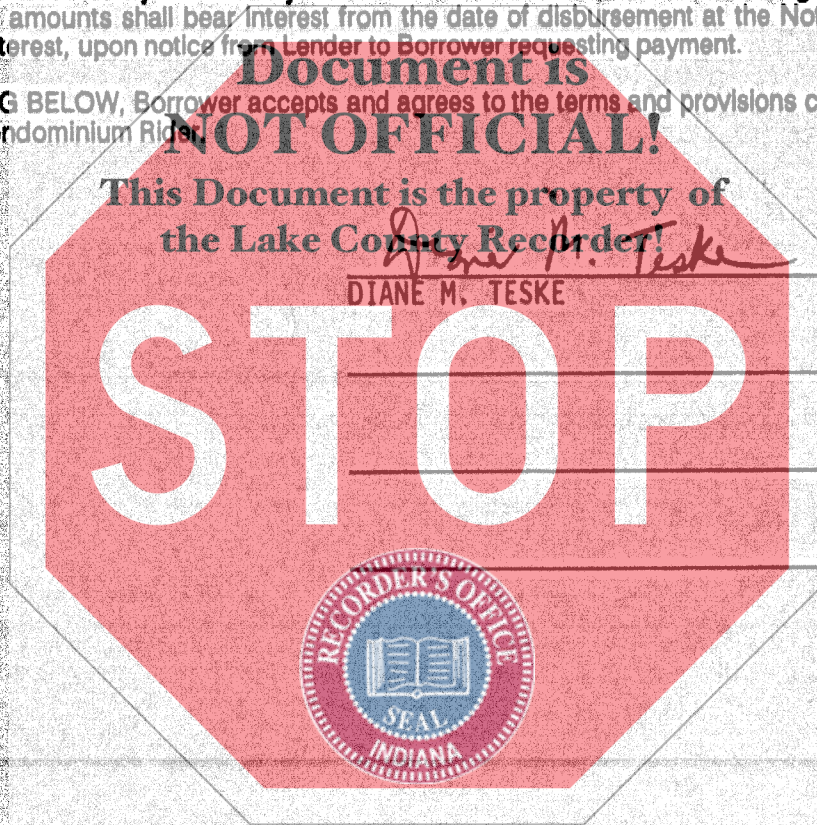 amounts shall bear interest from the date of disbursement at the Not
terest, upon notice from Lender to Borrower requesting payment.
Document is
G BELOW, Borrower accepts and agrees to the terms and provisions c
ndominium Rider.
NOT OFFICIAL!
This Document is the property of
the Lake County Recorder!
Diane M. Teske
DIANE M. TESKE
STOP
RECORDER'S OFFICE
SEAL
INDIANA